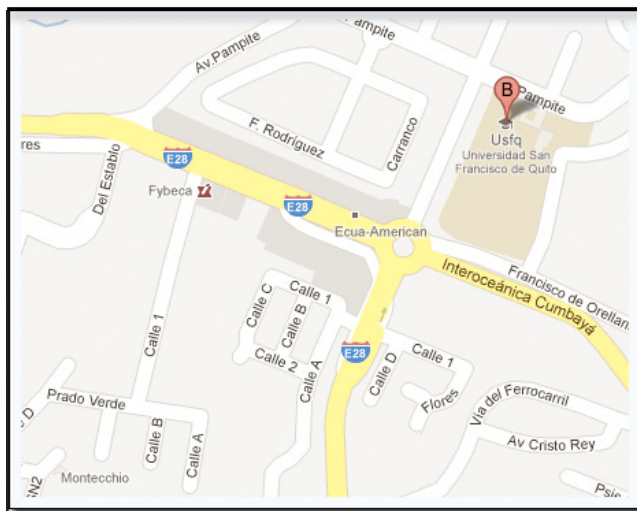 Av.Pampite
B
Pampite
Usfq
Universidad San
Francisco de Quito
F. Rodríguez
Carranco
res
Del Establo
E28
Fybeca
E28
Ecua-American
Interoceánica Cumbayá
Francisco de Orellan
Calle C
Calle 1
Calle B
Calle 2
Calle A
Calle 1
E28
Calle D
Calle 1
Flores
Vía del Ferrocarril
Av Cristo Rey
Prado Verde
Calle B
Calle A
e D
Montecchio
SN2
Psje